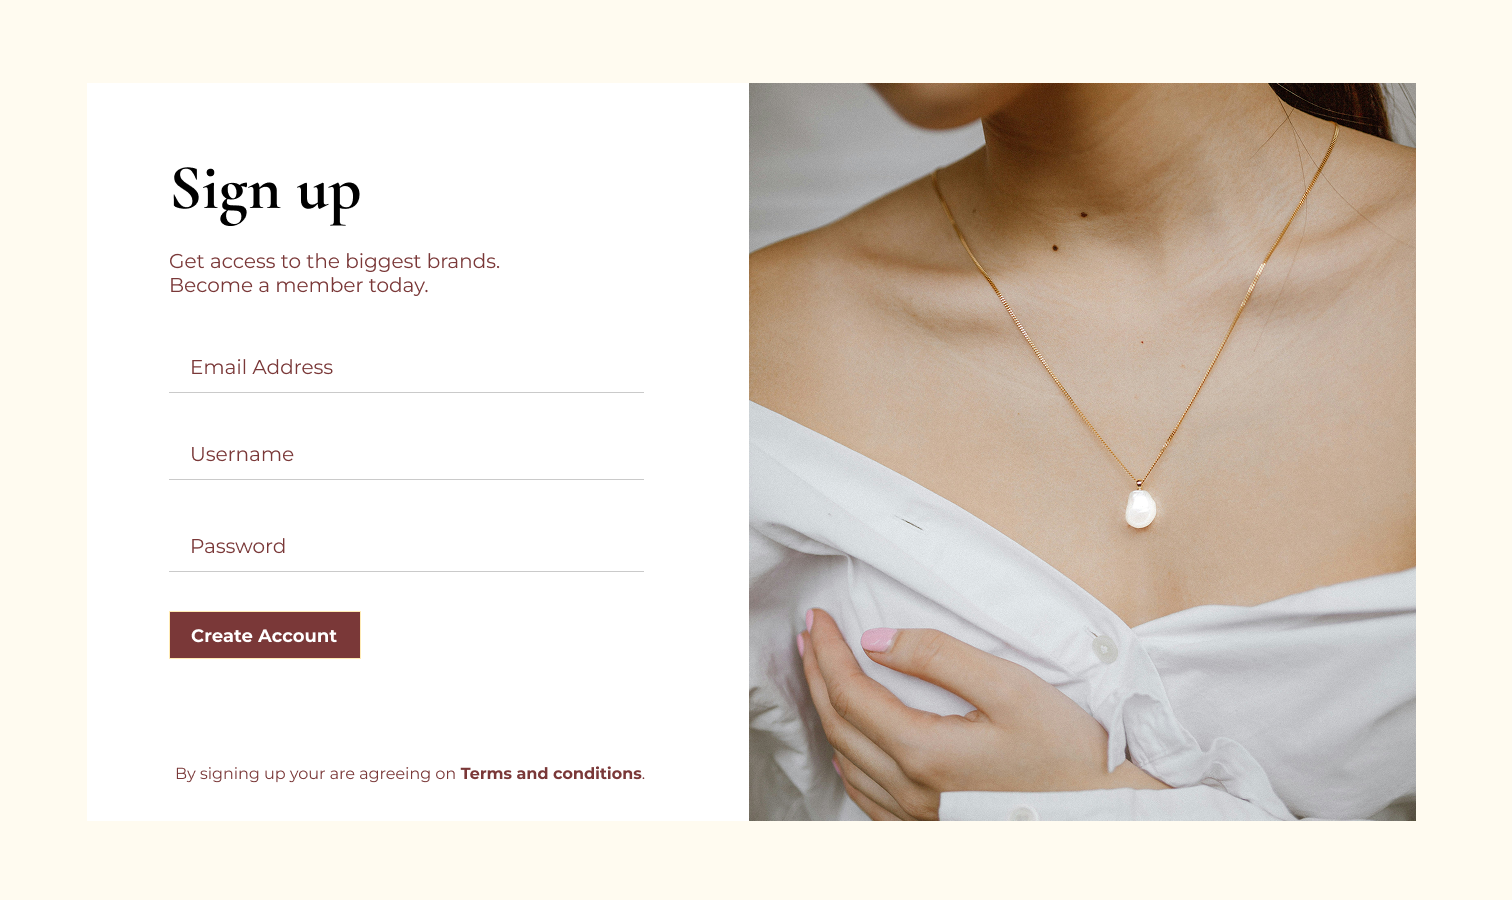 Sign up
Get access to the biggest brands.
Become a member today.
Email Address
Username
Password
Create Account
By signing up your are agreeing on Terms and conditions.